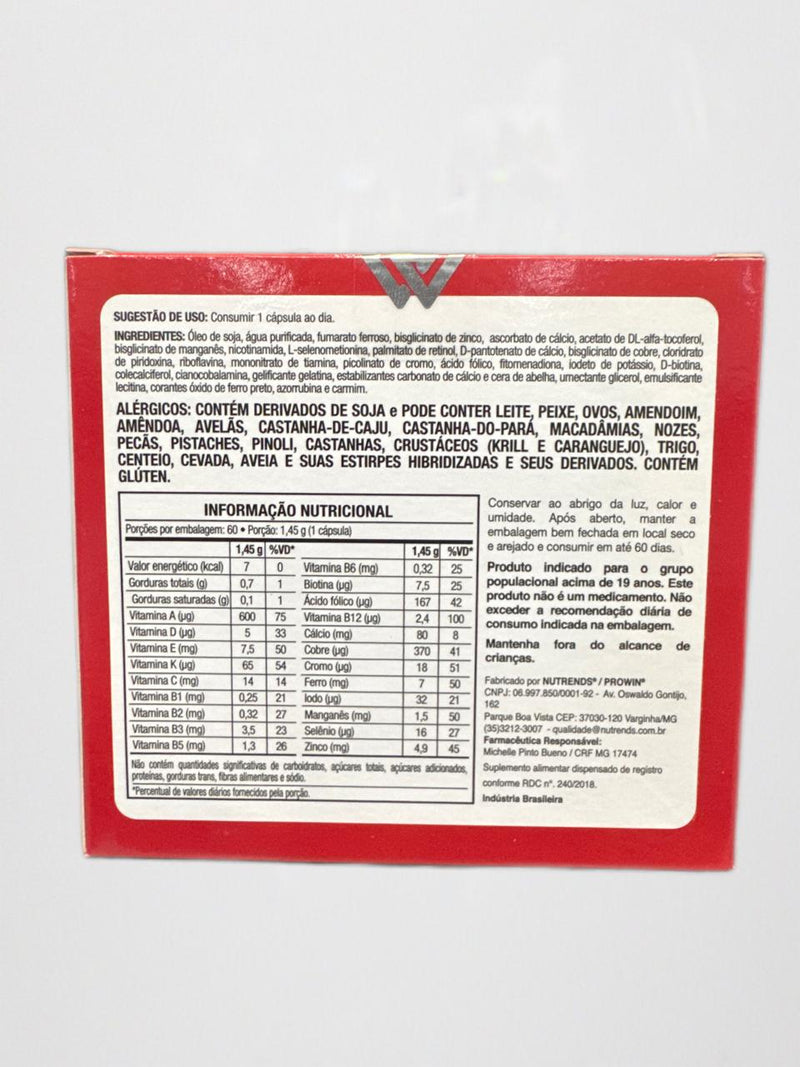 SUGESTÃO DE USO: Consumir 1 cápsula ao dia.
INGREDIENTES: Óleo de soja, água purificada, fumarato ferroso, bisglicinato de zinco, ascorbato de cálcio, acetato de DL-alfa-tocoferol,
bisglicinato de manganês, nicotinamida, L-selenometionina, palmitato de retinol, D-pantotenato de cálcio, bisglicinato de cobre, cloridrato
de piridoxina, riboflavina, mononitrato de tiamina, picolinato de cromo, ácido fólico, fitomenadiona, iodeto de potássio, D-biotina,
colecalciferol, cianocobalamina, gelificante gelatina, estabilizantes carbonato de cálcio e cera de abelha, umectante glicerol, emulsificante
lecitina, corantes óxido de ferro preto, azorrubina e carmim.
ALÉRGICOS: CONTÉM DERIVADOS DE SOJA e PODE CONTER LEITE, PEIXE, OVOS, AMENDOIM,
AMÊNDOA, AVELÃS, CASTANHA-DE-CAJU, CASTANHA-DO-PARÁ, MACADÂMIAS, NOZES,
PECÃS, PISTACHES, PINOLI, CASTANHAS, CRUSTÁCEOS (KRILL E CARANGUEJO), TRIGO,
CENTEIO, CEVADA, AVEIA E SUAS ESTIRPES HIBRIDIZADAS E SEUS DERIVADOS. CONTÉM
GLÚTEN.
INFORMAÇÃO NUTRICIONAL
Porções por embalagem: 60 • Porção: 1,45 g (1 cápsula)
1,45 g %VD* 1,45 g %VD*
Valor energético (kcal) 7 0 Vitamina B6 (mg) 0,32 25
Gorduras totais (g) 0,7 1 Biotina (µg) 7,5 25
Gorduras saturadas (g) 0,1 1 Ácido fólico (µg) 167 42
Vitamina A (µg) 600 75 Vitamina B12 (µg) 2,4 100
Vitamina D (µg) 5 33 Cálcio (mg) 80 8
Vitamina E (mg) 7,5 50 Cobre (µg) 370 41
Vitamina K (µg) 65 54 Cromo (µg) 18 51
Vitamina C (mg) 14 14 Ferro (mg) 7 50
Vitamina B1 (mg) 0,25 21 Iodo (µg) 32 21
Vitamina B2 (mg) 0,32 27 Manganês (mg) 1,5 50
Vitamina B3 (mg) 3,5 23 Selênio (µg) 16 27
Vitamina B5 (mg) 1,3 26 Zinco (mg) 4,9 45
Não contém quantidades significativas de carboidratos, açúcares totais, açúcares adicionados,
proteínas, gorduras trans, fibras alimentares e sódio.
*Percentual de valores diários fornecidos pela porção.
Conservar ao abrigo da luz, calor e
umidade. Após aberto, manter a
embalagem bem fechada em local seco
e arejado e consumir em até 60 dias.
Produto indicado para o grupo
populacional acima de 19 anos. Este
produto não é um medicamento. Não
exceder a recomendação diária de
consumo indicada na embalagem.
Mantenha fora do alcance de
crianças.
Fabricado por NUTRENDS® / PROWIN®
CNPJ: 06.997.850/0001-92 - Av. Oswaldo Gontijo,
162
Parque Boa Vista CEP: 37030-120 Varginha/MG
(35)3212-3007 - qualidade@nutrends.com.br
Farmacêutica Responsável:
Michelle Pinto Bueno / CRF MG 17474
Suplemento alimentar dispensado de registro
conforme RDC nº. 240/2018.
Indústria Brasileira